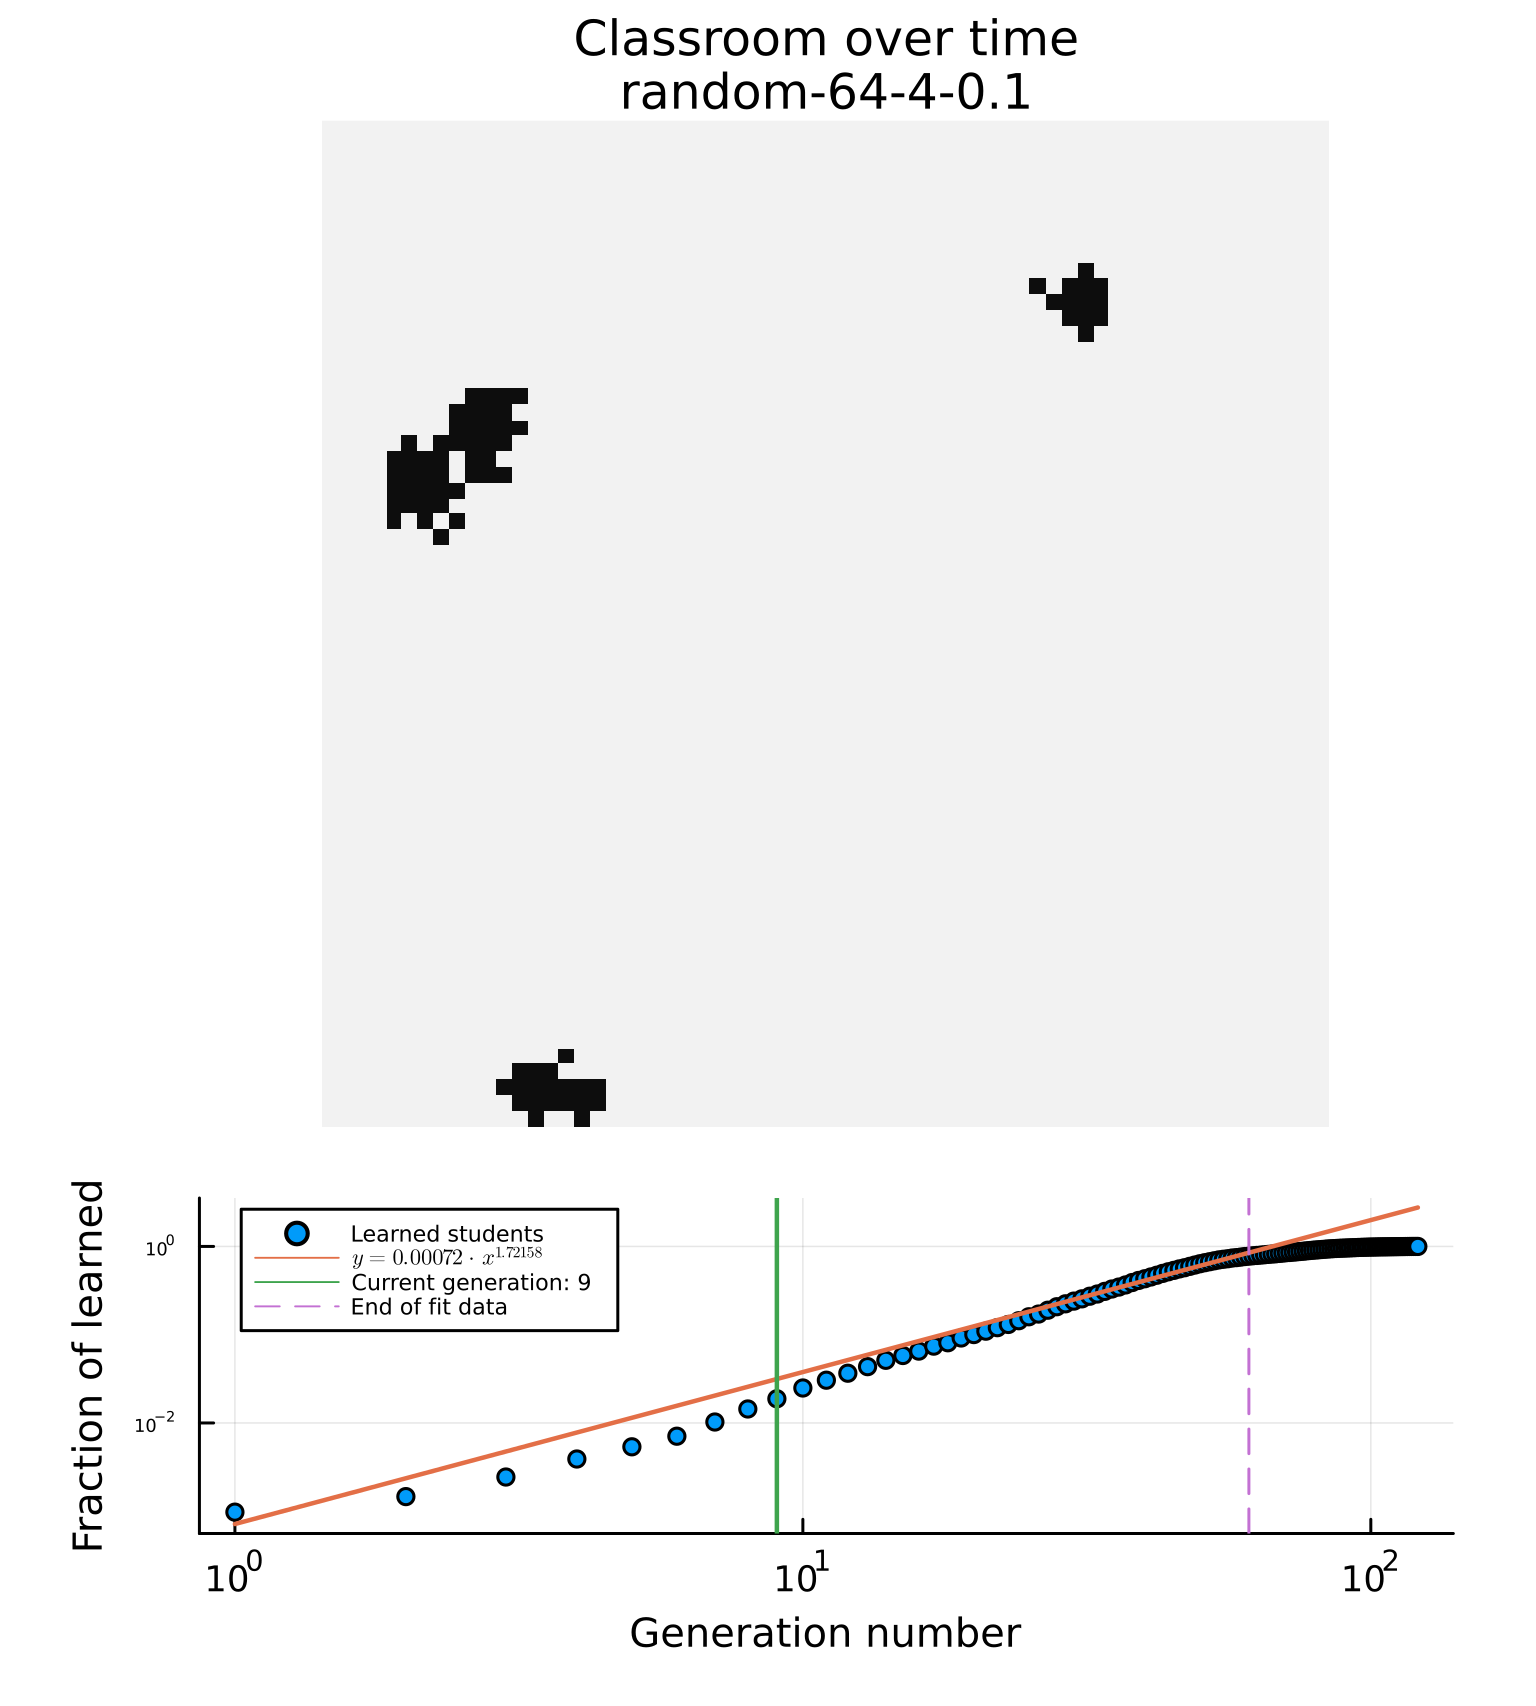 Classroom over time
random-64-4-0.1
Fraction of learned
10^0
10^-2
Learned students
y = 0.00072 · x^1.72158
Current generation: 9
End of fit data
10^0
10^1
10^2
Generation number